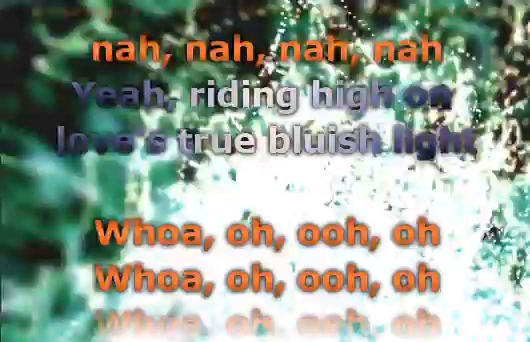 nah, nah, nah, nah
Yeah, riding high on
love's true bluish light
Whoa, oh, ooh, oh
Whoa, oh, ooh, oh
Whoa, oh, ooh, oh